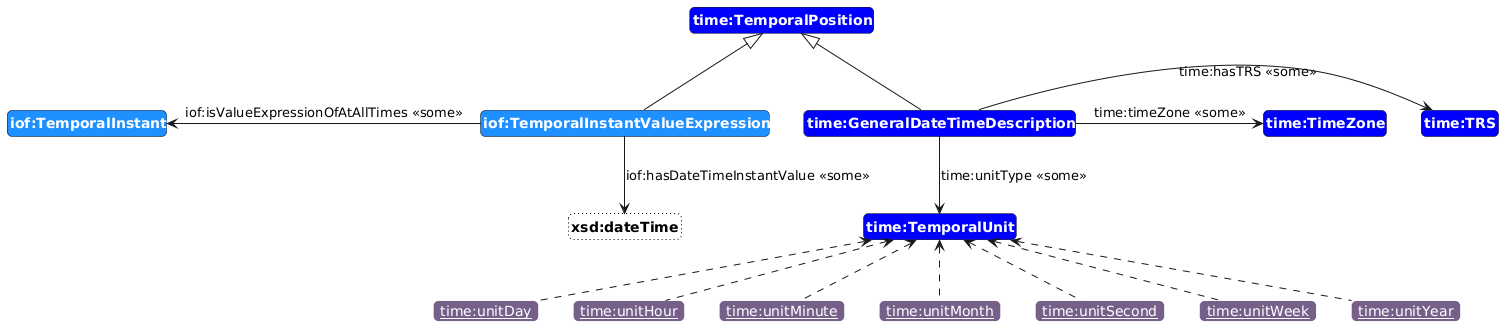 time:TemporalPosition
time:hasTRS «some»
iof:isValueExpressionOfAtAllTimes «some»
time:timeZone «some»
iof:TemporalInstant
iof:TemporalInstantValueExpression
time:GeneralDateTimeDescription
time:TimeZone
time:TRS
iof:hasDateTimeInstantValue «some»
time:unitType «some»
xsd:dateTime
time:TemporalUnit
time:unitDay
time:unitHour
time:unitMinute
time:unitMonth
time:unitSecond
time:unitWeek
time:unitYear